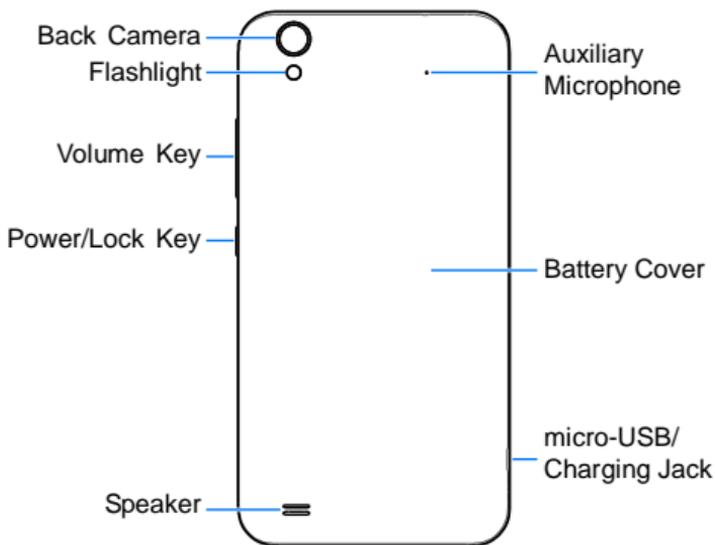 Back Camera
Flashlight
Volume Key
Power/Lock Key
Speaker
Auxiliary
Microphone
Battery Cover
micro-USB/
Charging Jack